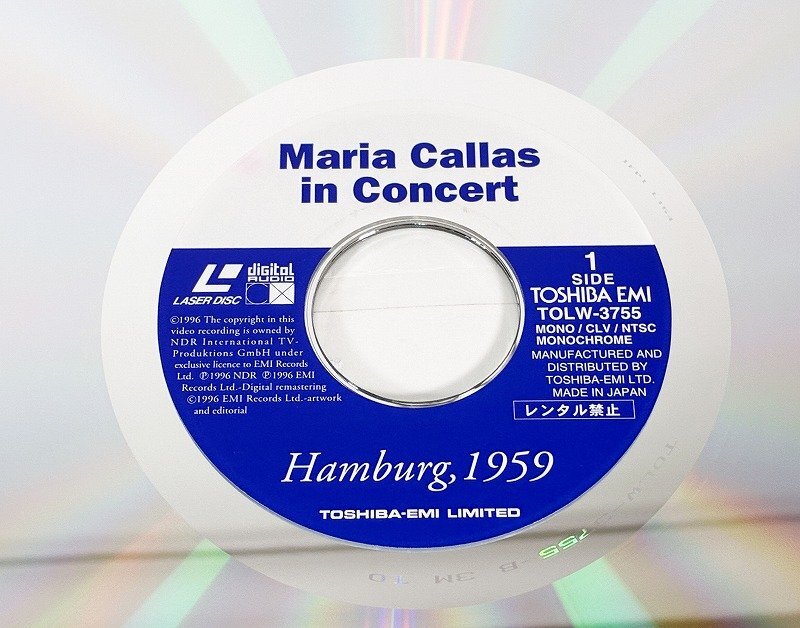 Maria Callas
in Concert
LASER DISC
digital
AUDIO
1
SIDE
TOSHIBA EMI
TOLW-3755
MONO / CLV / NTSC
MONOCHROME
MANUFACTURED AND
DISTRIBUTED BY
TOSHIBA-EMI LTD.
MADE IN JAPAN
レンタル禁止
©1996 The copyright in this
video recording is owned by
NDR International TV-
Produktions GmbH under
exclusive licence to EMI Records
Ltd. ℗1996 NDR ℗1996 EMI
Records Ltd.-Digital remastering
©1996 EMI Records Ltd.-artwork
and editorial
Hamburg, 1959
TOSHIBA-EMI LIMITED